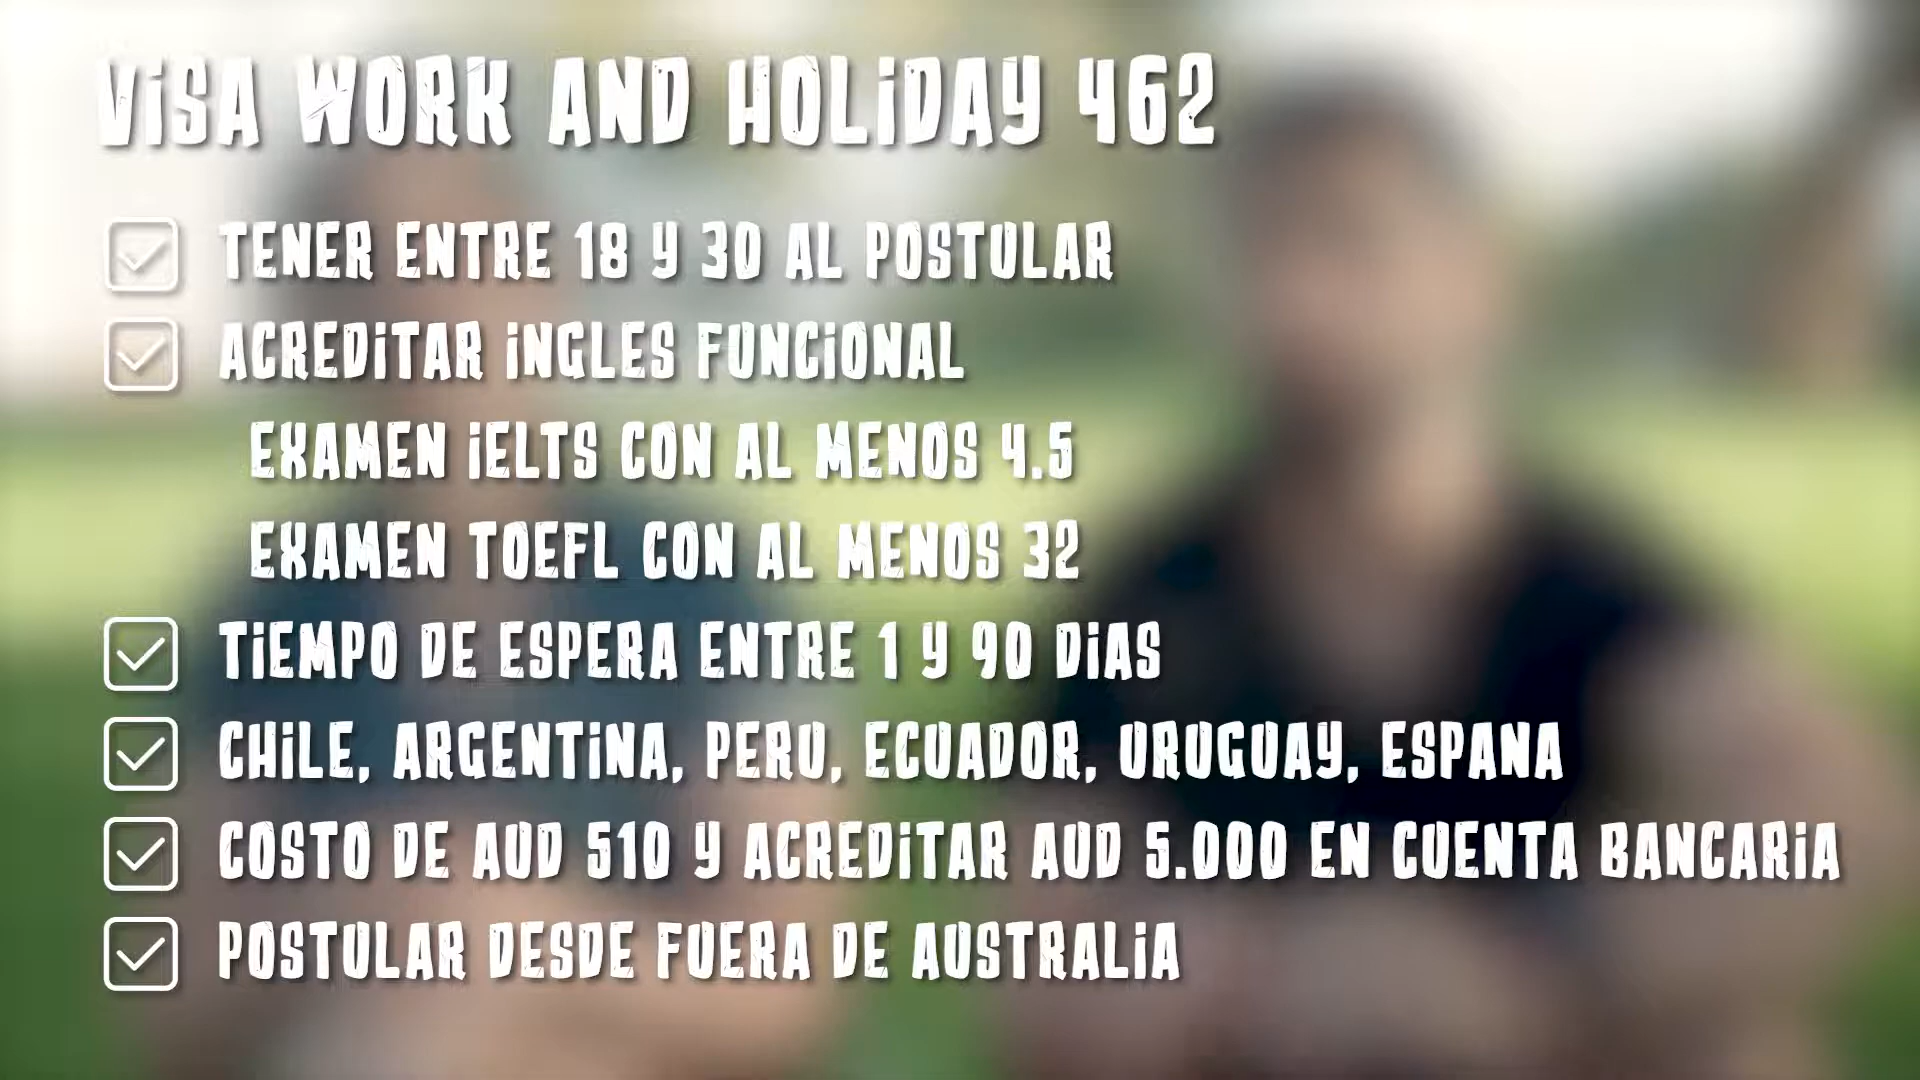 ViSA WORK AND HOLiDAY 462
TENER ENTRE 18 Y 30 AL POSTULAR
ACREDiTAR iNGLES FUNCiONAL
EXAMEN iELTS CON AL MENOS 4.5
EXAMEN TOEFL CON AL MENOS 32
TiEMPO DE ESPERA ENTRE 1 Y 90 DiAS
CHiLE, ARGENTiNA, PERU, ECUADOR, URUGUAY, ESPANA
COSTO DE AUD 510 Y ACREDiTAR AUD 5.000 EN CUENTA BANCARiA
POSTULAR DESDE FUERA DE AUSTRALiA